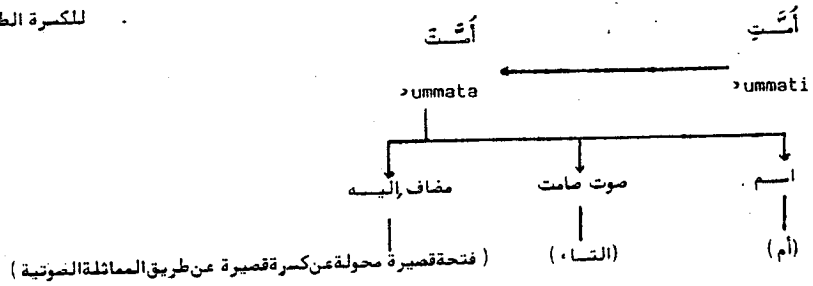 للكسرة
أُمَّتِ أُمَّتَ
ʾummati ʾummata
اسم صوت صامت مضاف إليه
(أم) (التاء) (فتحة قصيرة محولة عن كسرة قصيرة عن طريق المماثلة الصوتية)